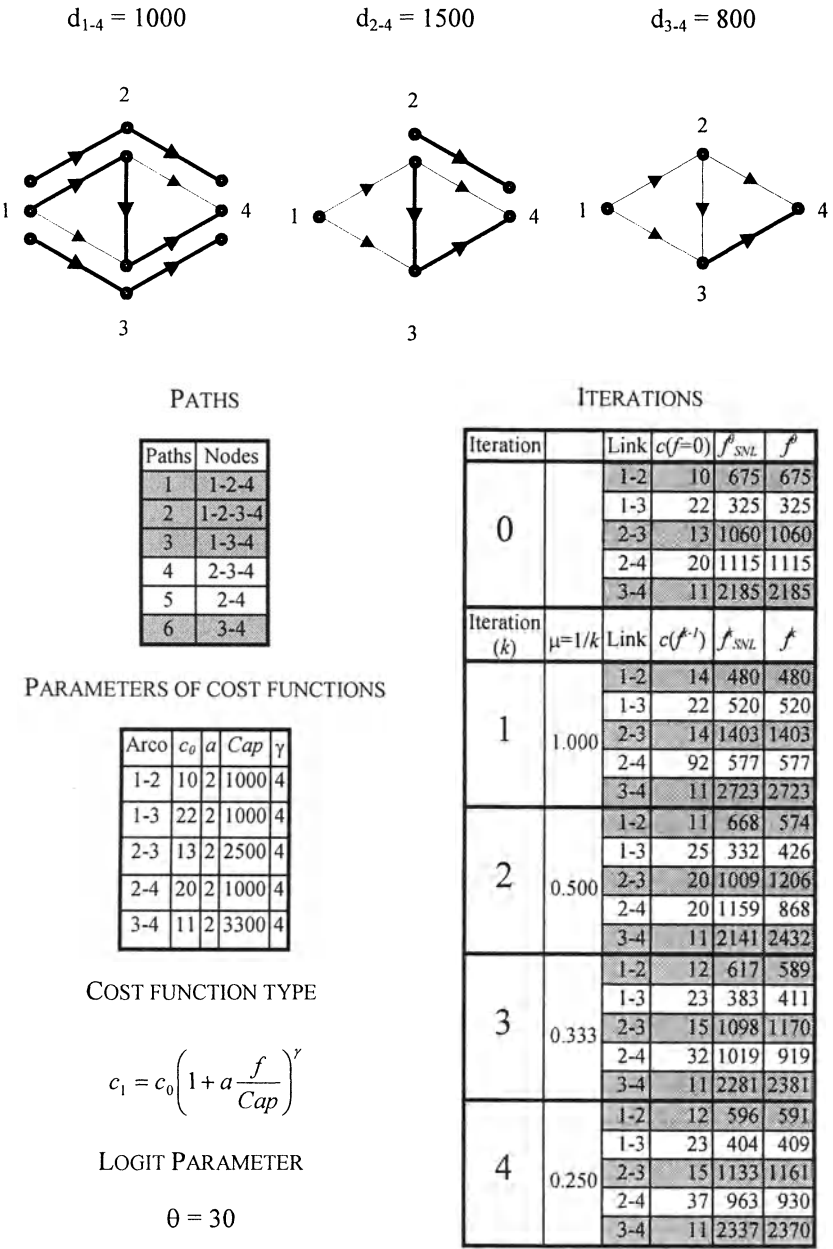 d1-4 = 1000 d2-4 = 1500 d3-4 = 800
2 2 2
1 4 1 4 1 4
3 3 3
PATHS
Paths Nodes
1 1-2-4
2 1-2-3-4
3 1-3-4
4 2-3-4
5 2-4
6 3-4
PARAMETERS OF COST FUNCTIONS
Arco c0 a Cap γ
1-2 10 2 1000 4
1-3 22 2 1000 4
2-3 13 2 2500 4
2-4 20 2 1000 4
3-4 11 2 3300 4
COST FUNCTION TYPE
c1 = c0(1 + a f/Cap)^γ
LOGIT PARAMETER
θ = 30
ITERATIONS
Iteration Link c(f=0) f⁰SNL f⁰
0
1-2 10 675 675
1-3 22 325 325
2-3 13 1060 1060
2-4 20 1115 1115
3-4 11 2185 2185
Iteration (k) μ=1/k Link c(f^k-1) f^k SNL f^k
1 1.000
1-2 14 480 480
1-3 22 520 520
2-3 14 1403 1403
2-4 92 577 577
3-4 11 2723 2723
2 0.500
1-2 11 668 574
1-3 25 332 426
2-3 20 1009 1206
2-4 20 1159 868
3-4 11 2141 2432
3 0.333
1-2 12 617 589
1-3 23 383 411
2-3 15 1098 1170
2-4 32 1019 919
3-4 11 2281 2381
4 0.250
1-2 12 596 591
1-3 23 404 409
2-3 15 1133 1161
2-4 37 963 930
3-4 11 2337 2370